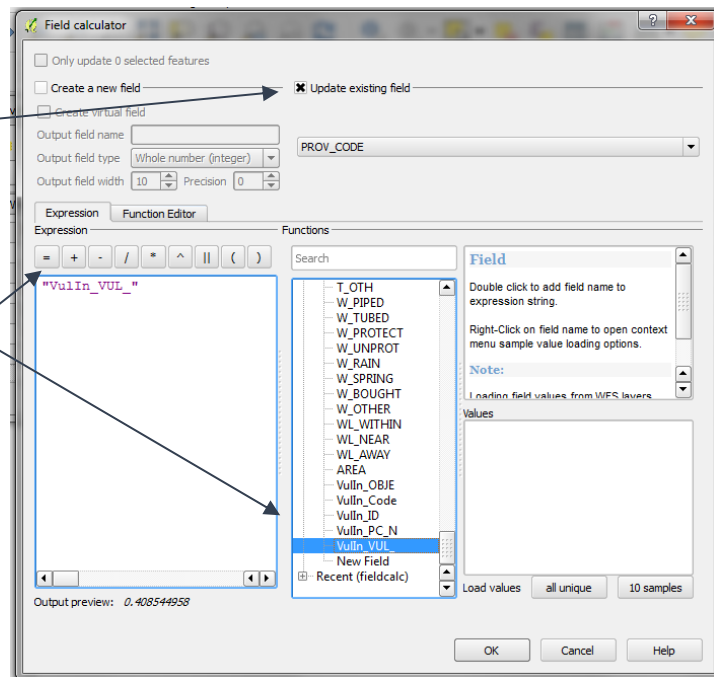 Field calculator
Only update 0 selected features
Create a new field
Update existing field
Create virtual field
Output field name
Output field type Whole number (integer)
Output field width 10 Precision 0
PROV_CODE
Expression Function Editor
Expression
= + - / * ^ || ( )
"VulIn_VUL_"
Output preview: 0.408544958
Functions
Search
T_OTH
W_PIPED
W_TUBED
W_PROTECT
W_UNPROT
W_RAIN
W_SPRING
W_BOUGHT
W_OTHER
WL_WITHIN
WL_NEAR
WL_AWAY
AREA
VulIn_OBJE
VulIn_Code
VulIn_ID
VulIn_PC_N
VulIn_VUL_
New Field
Recent (fieldcalc)
Field
Double click to add field name to
expression string.
Right-Click on field name to open context
menu sample value loading options.
Note:
Loading field values from WFS layers
Values
Load values all unique 10 samples
OK Cancel Help